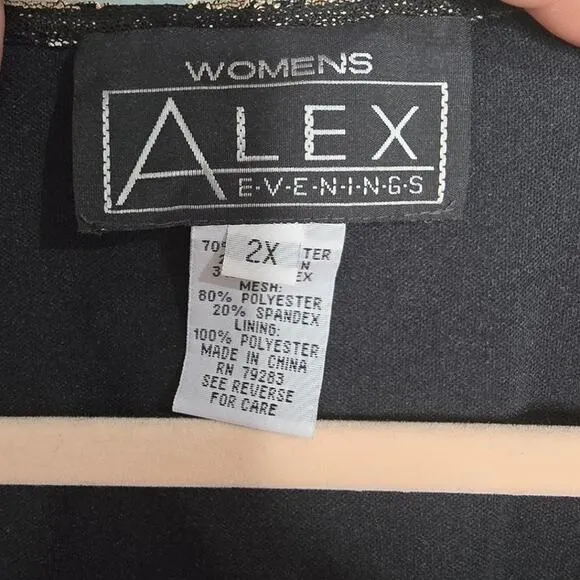 WOMENS
ALEX
E·V·E·N·I·N·G·S
2X
70%
MESH:
80% POLYESTER
20% SPANDEX
LINING:
100% POLYESTER
MADE IN CHINA
RN 79283
SEE REVERSE
FOR CARE